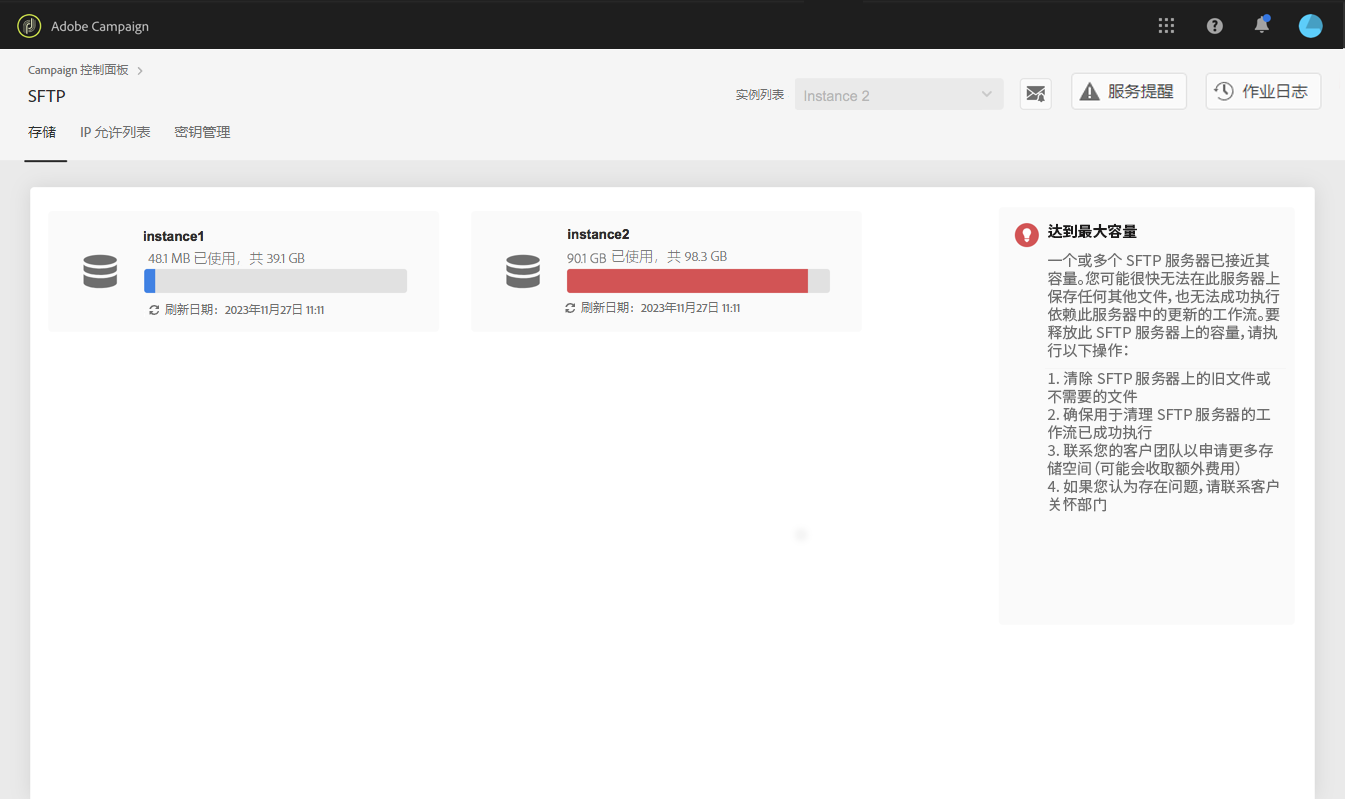 Adobe Campaign
Campaign 控制面板
SFTP
实例列表
Instance 2
服务提醒
作业日志
存储
IP 允许列表
密钥管理
instance1
48.1 MB 已使用，共 39.1 GB
刷新日期：2023年11月27日 11:11
instance2
90.1 GB 已使用，共 98.3 GB
刷新日期：2023年11月27日 11:11
达到最大容量
一个或多个 SFTP 服务器已接近其
容量。您可能很快无法在此服务器上
保存任何其他文件，也无法成功执行
依赖此服务器中的更新的工作流。要
释放此 SFTP 服务器上的容量，请执
行以下操作：
1. 清除 SFTP 服务器上的旧文件或
不需要的文件
2. 确保用于清理 SFTP 服务器的工
作流已成功执行
3. 联系您的客户团队以申请更多存
储空间（可能会收取额外费用）
4. 如果您认为存在问题，请联系客户
关怀部门